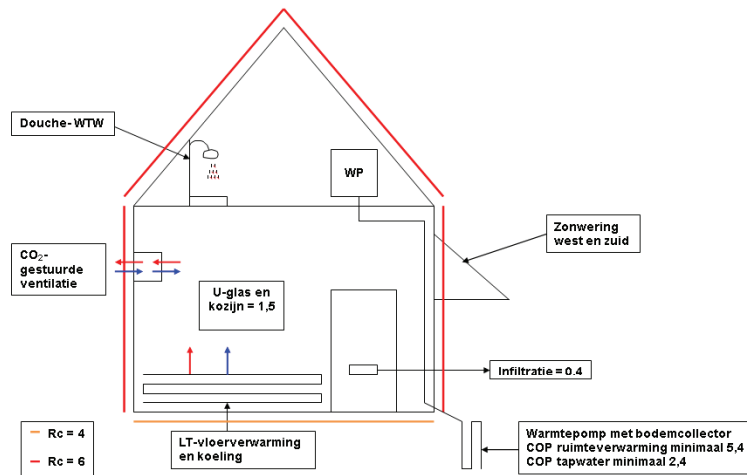 Douche- WTW
WP
Zonwering
west en zuid
CO₂-
gestuurde
ventilatie
U-glas en
kozijn = 1,5
Infiltratie = 0.4
Rc = 4
Rc = 6
LT-vloerverwarming
en koeling
Warmtepomp met bodemcollector
COP ruimteverwarming minimaal 5,4
COP tapwater minimaal 2,4